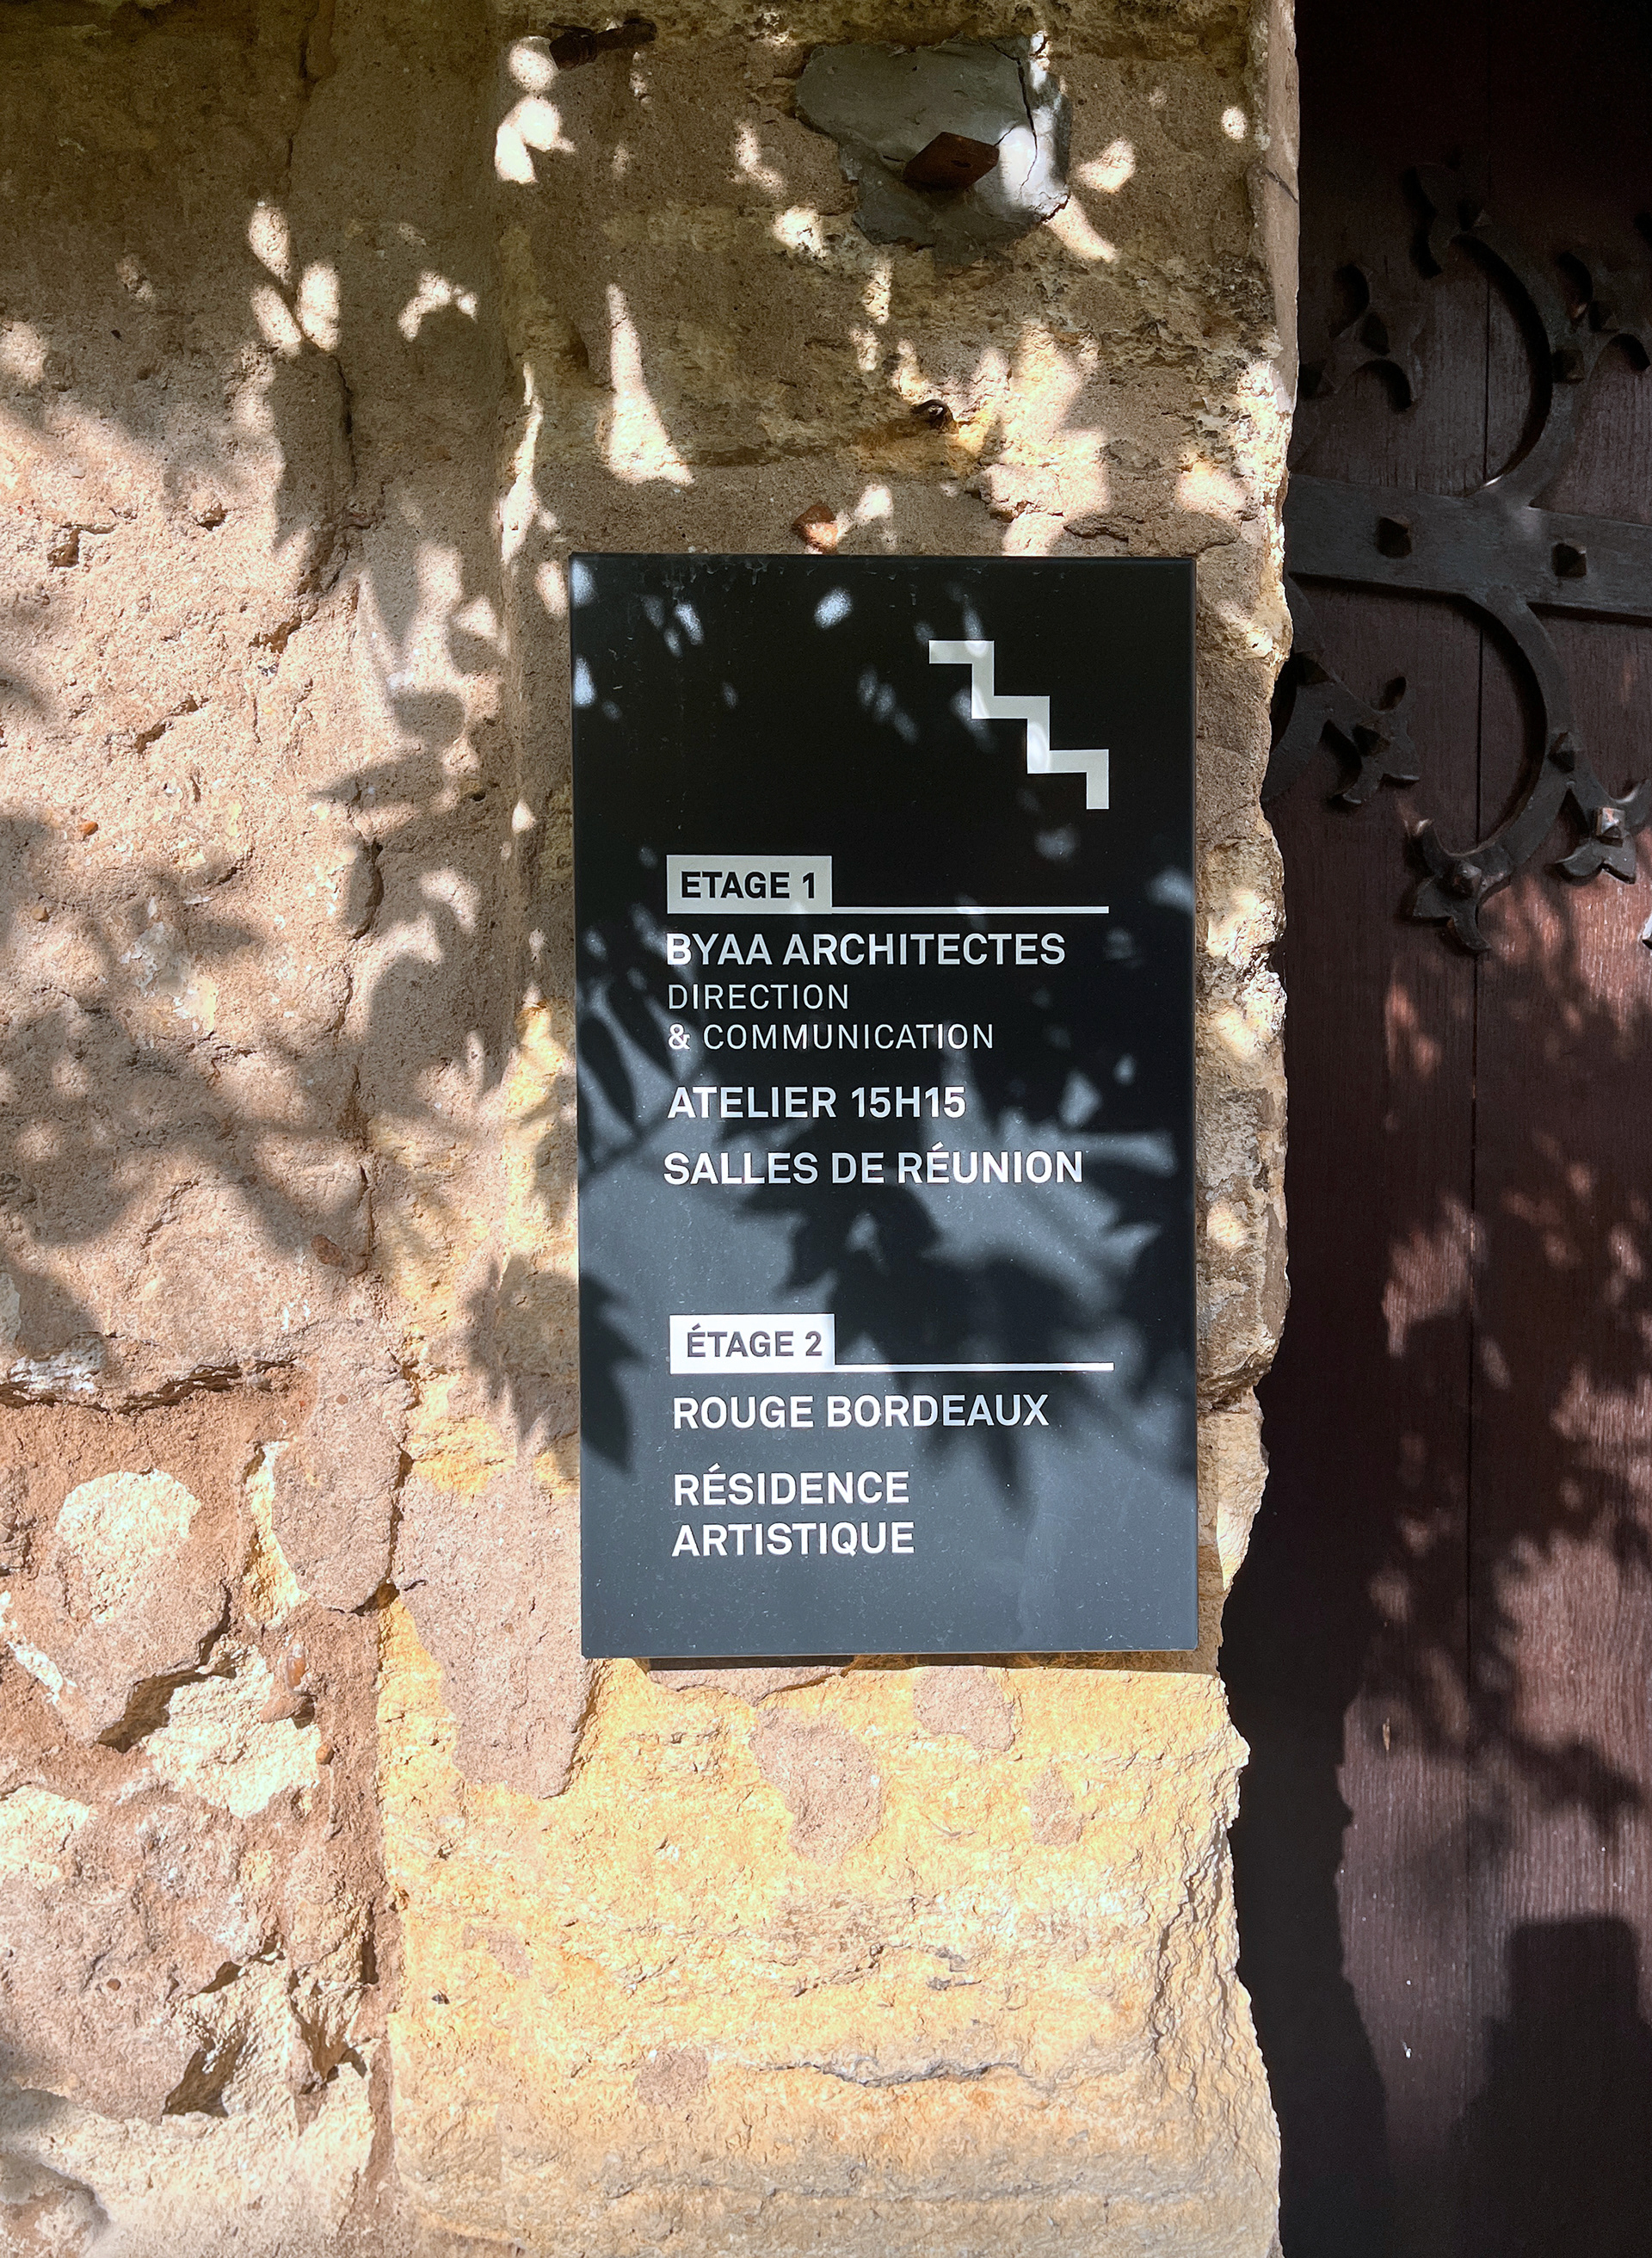 ETAGE 1
BYAA ARCHITECTES
DIRECTION
& COMMUNICATION
ATELIER 15H15
SALLES DE RÉUNION
ÉTAGE 2
ROUGE BORDEAUX
RÉSIDENCE
ARTISTIQUE